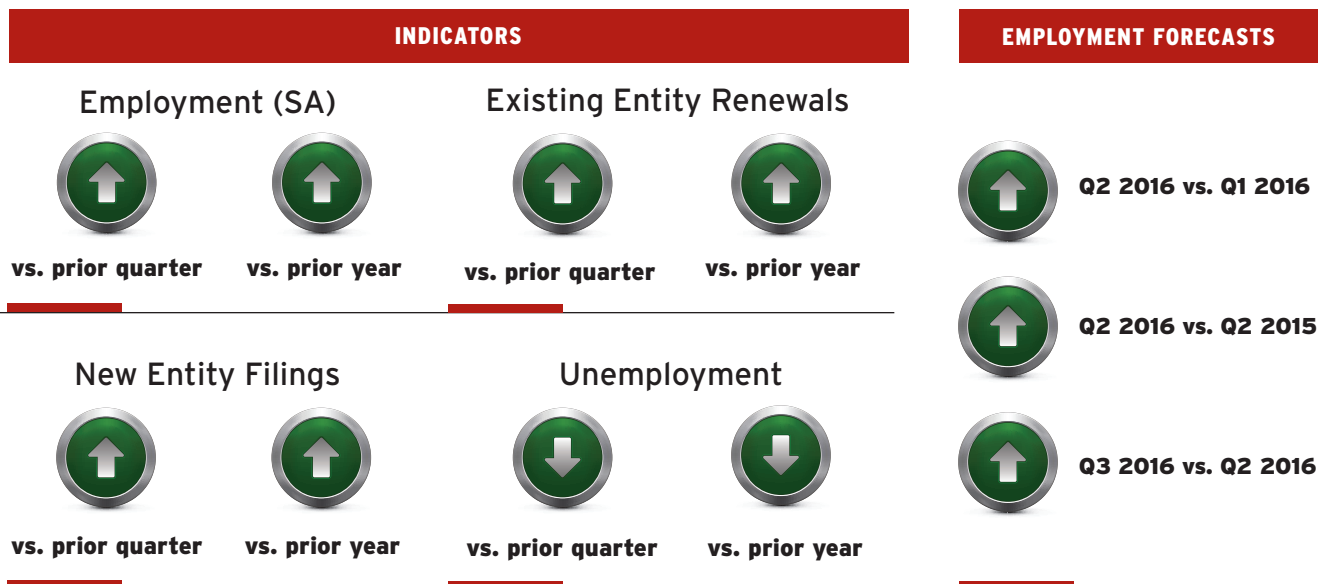 INDICATORS
Employment (SA)
vs. prior quarter
vs. prior year
Existing Entity Renewals
vs. prior quarter
vs. prior year
New Entity Filings
vs. prior quarter
vs. prior year
Unemployment
vs. prior quarter
vs. prior year
EMPLOYMENT FORECASTS
Q2 2016 vs. Q1 2016
Q2 2016 vs. Q2 2015
Q3 2016 vs. Q2 2016